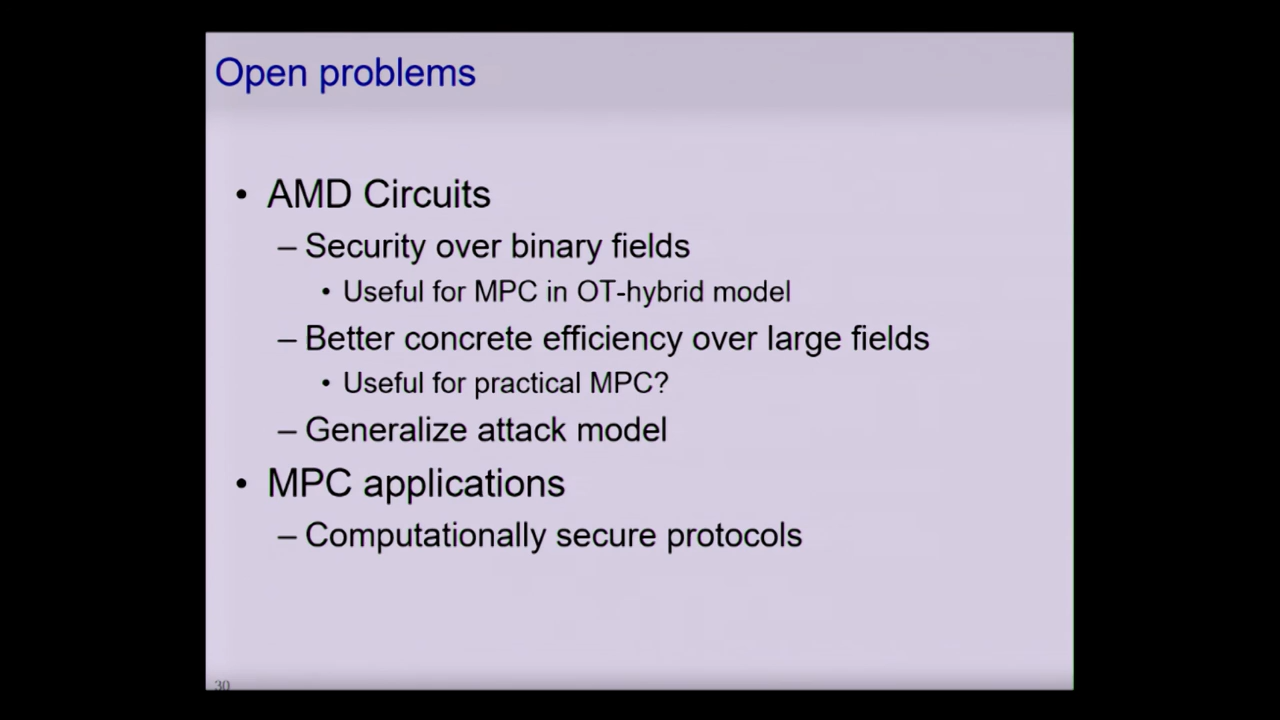 Open problems
• AMD Circuits
– Security over binary fields
• Useful for MPC in OT-hybrid model
– Better concrete efficiency over large fields
• Useful for practical MPC?
– Generalize attack model
• MPC applications
– Computationally secure protocols
30